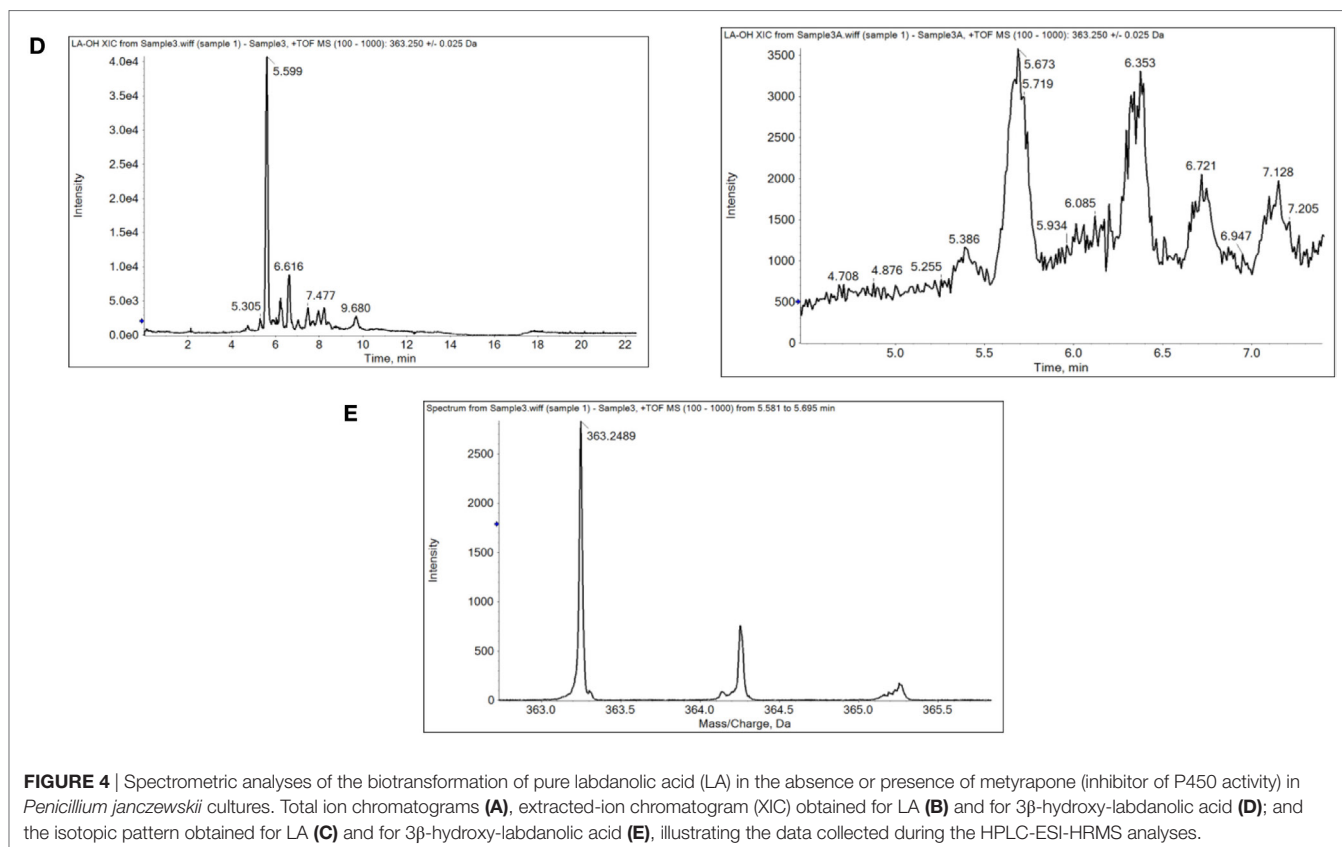 D
LA-OH XIC from Sample3.wiff (sample 1) - Sample3, +TOF MS (100 - 1000): 363.250 +/- 0.025 Da
4.0e4
3.5e4
3.0e4
2.5e4
2.0e4
1.5e4
1.0e4
5.0e3
0.0e0
Intensity
5.599
6.616
5.305
7.477
9.680
2 4 6 8 10 12 14 16 18 20 22
Time, min
LA-OH XIC from Sample3A.wiff (sample 1) - Sample3A, +TOF MS (100 - 1000): 363.250 +/- 0.025 Da
3500
3000
2500
2000
1500
1000
500
0
Intensity
5.673
5.719
6.353
6.721
7.128
7.205
6.085
5.934
6.947
5.386
5.255
4.876
4.708
5.0 5.5 6.0 6.5 7.0
Time, min
E
Spectrum from Sample3.wiff (sample 1) - Sample3, +TOF MS (100 - 1000) from 5.581 to 5.695 min
363.2489
2500
2000
1500
1000
500
0
Intensity
363.0 363.5 364.0 364.5 365.0 365.5
Mass/Charge, Da
FIGURE 4 | Spectrometric analyses of the biotransformation of pure labdanolic acid (LA) in the absence or presence of metyrapone (inhibitor of P450 activity) in
Penicillium janczewskii cultures. Total ion chromatograms (A), extracted-ion chromatogram (XIC) obtained for LA (B) and for 3β-hydroxy-labdanolic acid (D); and
the isotopic pattern obtained for LA (C) and for 3β-hydroxy-labdanolic acid (E), illustrating the data collected during the HPLC-ESI-HRMS analyses.